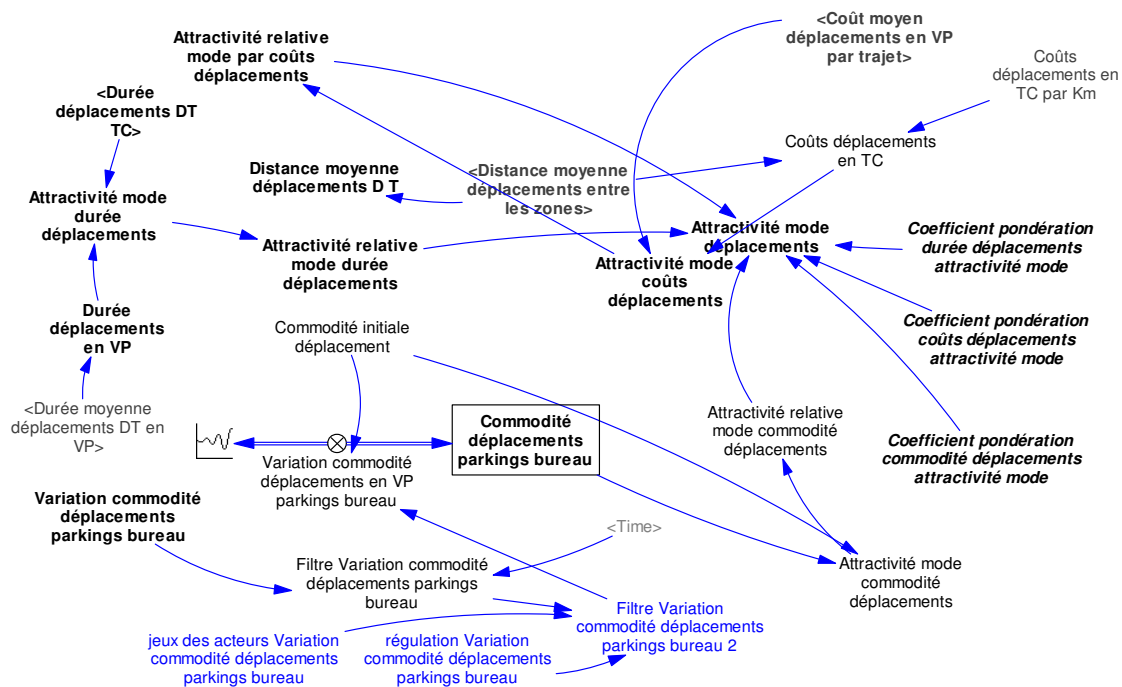 <Coût moyen
déplacements en VP
par trajet>
Attractivité relative
mode par coûts
déplacements
Coûts
déplacements en
TC par Km
<Durée
déplacements DT
TC>
Coûts déplacements
en TC
Distance moyenne
déplacements D T
<Distance moyenne
déplacements entre
les zones>
Attractivité mode
durée
déplacements
Attractivité relative
mode durée
déplacements
Attractivité mode
déplacements
Attractivité mode
coûts
déplacements
Coefficient pondération
durée déplacements
attractivité mode
Durée
déplacements
en VP
Commodité initiale
déplacement
Coefficient pondération
coûts déplacements
attractivité mode
<Durée moyenne
déplacements DT en
VP>
Commodité
déplacements
parkings bureau
Attractivité relative
mode commodité
déplacements
Coefficient pondération
commodité déplacements
attractivité mode
Variation commodité
déplacements en VP
parkings bureau
Variation commodité
déplacements
parkings bureau
<Time>
Filtre Variation commodité
déplacements parkings
bureau
Attractivité mode
commodité
déplacements
Filtre Variation
commodité déplacements
parkings bureau 2
jeux des acteurs Variation
commodité déplacements
parkings bureau
régulation Variation
commodité déplacements
parkings bureau